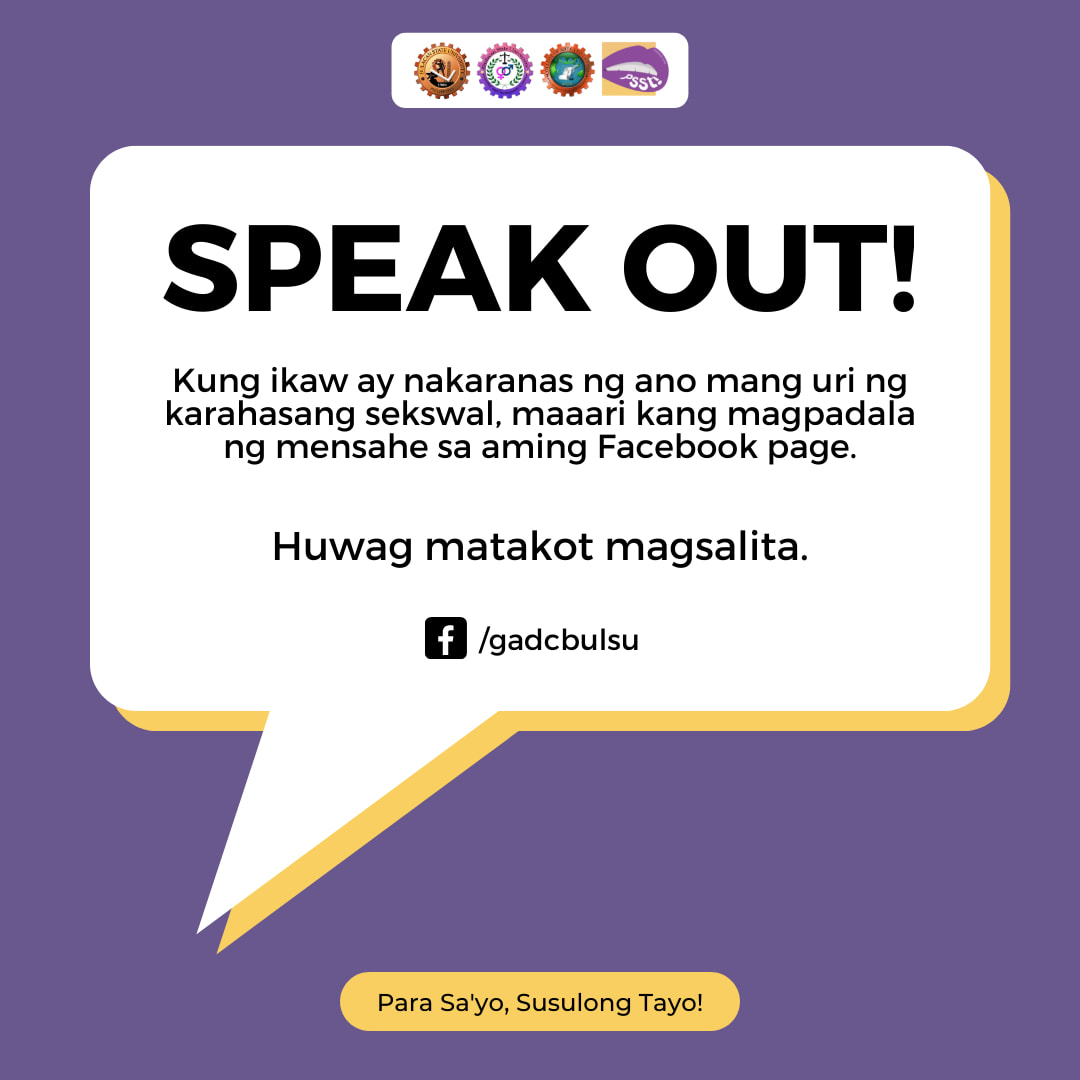 PSSST!
SPEAK OUT!
Kung ikaw ay nakaranas ng ano mang uri ng
karahasang sekswal, maaari kang magpadala
ng mensahe sa aming Facebook page.
Huwag matakot magsalita.
/gadcbulsu
Para Sa'yo, Susulong Tayo!